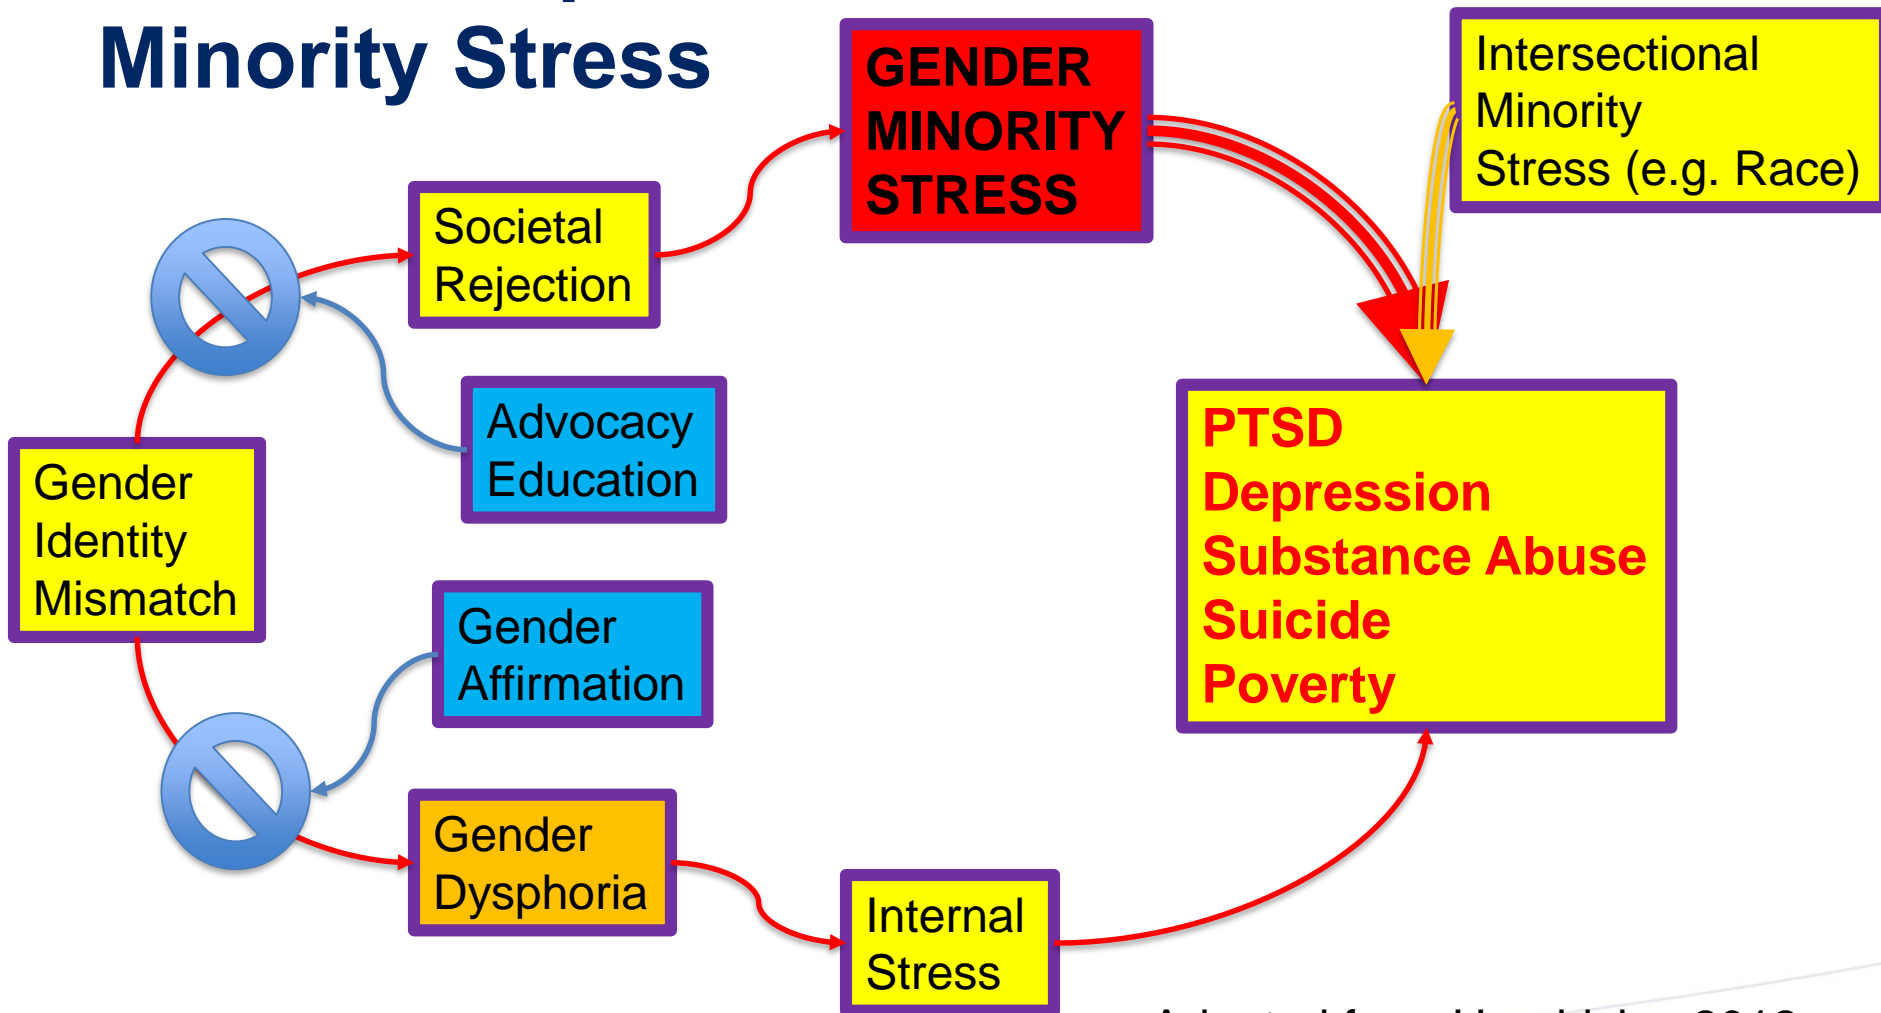 Minority Stress
GENDER
MINORITY
STRESS
Intersectional
Minority
Stress (e.g. Race)
Societal
Rejection
Advocacy
Education
Gender
Identity
Mismatch
Gender
Affirmation
PTSD
Depression
Substance Abuse
Suicide
Poverty
Gender
Dysphoria
Internal
Stress